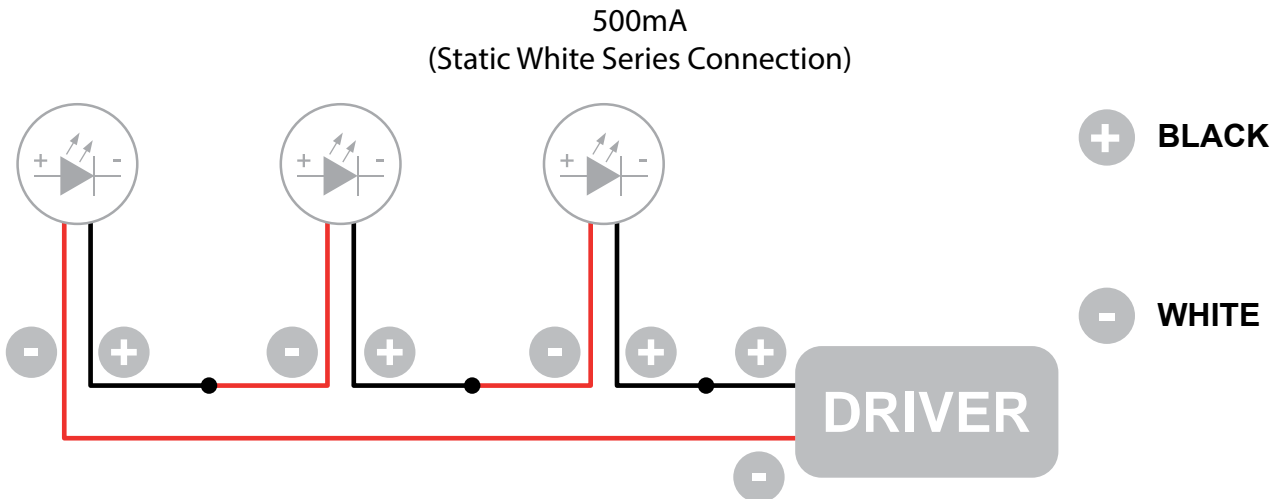 500mA
(Static White Series Connection)
+ -
+ -
+ -
+ BLACK
- WHITE
- + - + - + +
DRIVER
-